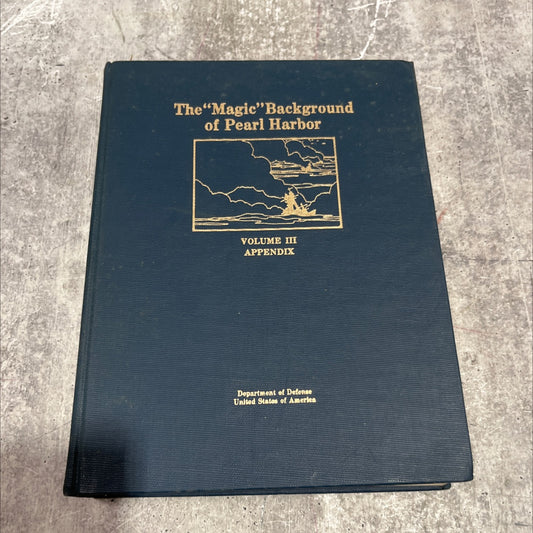 The "Magic" Background
of Pearl Harbor
VOLUME III
APPENDIX
Department of Defense
United States of America